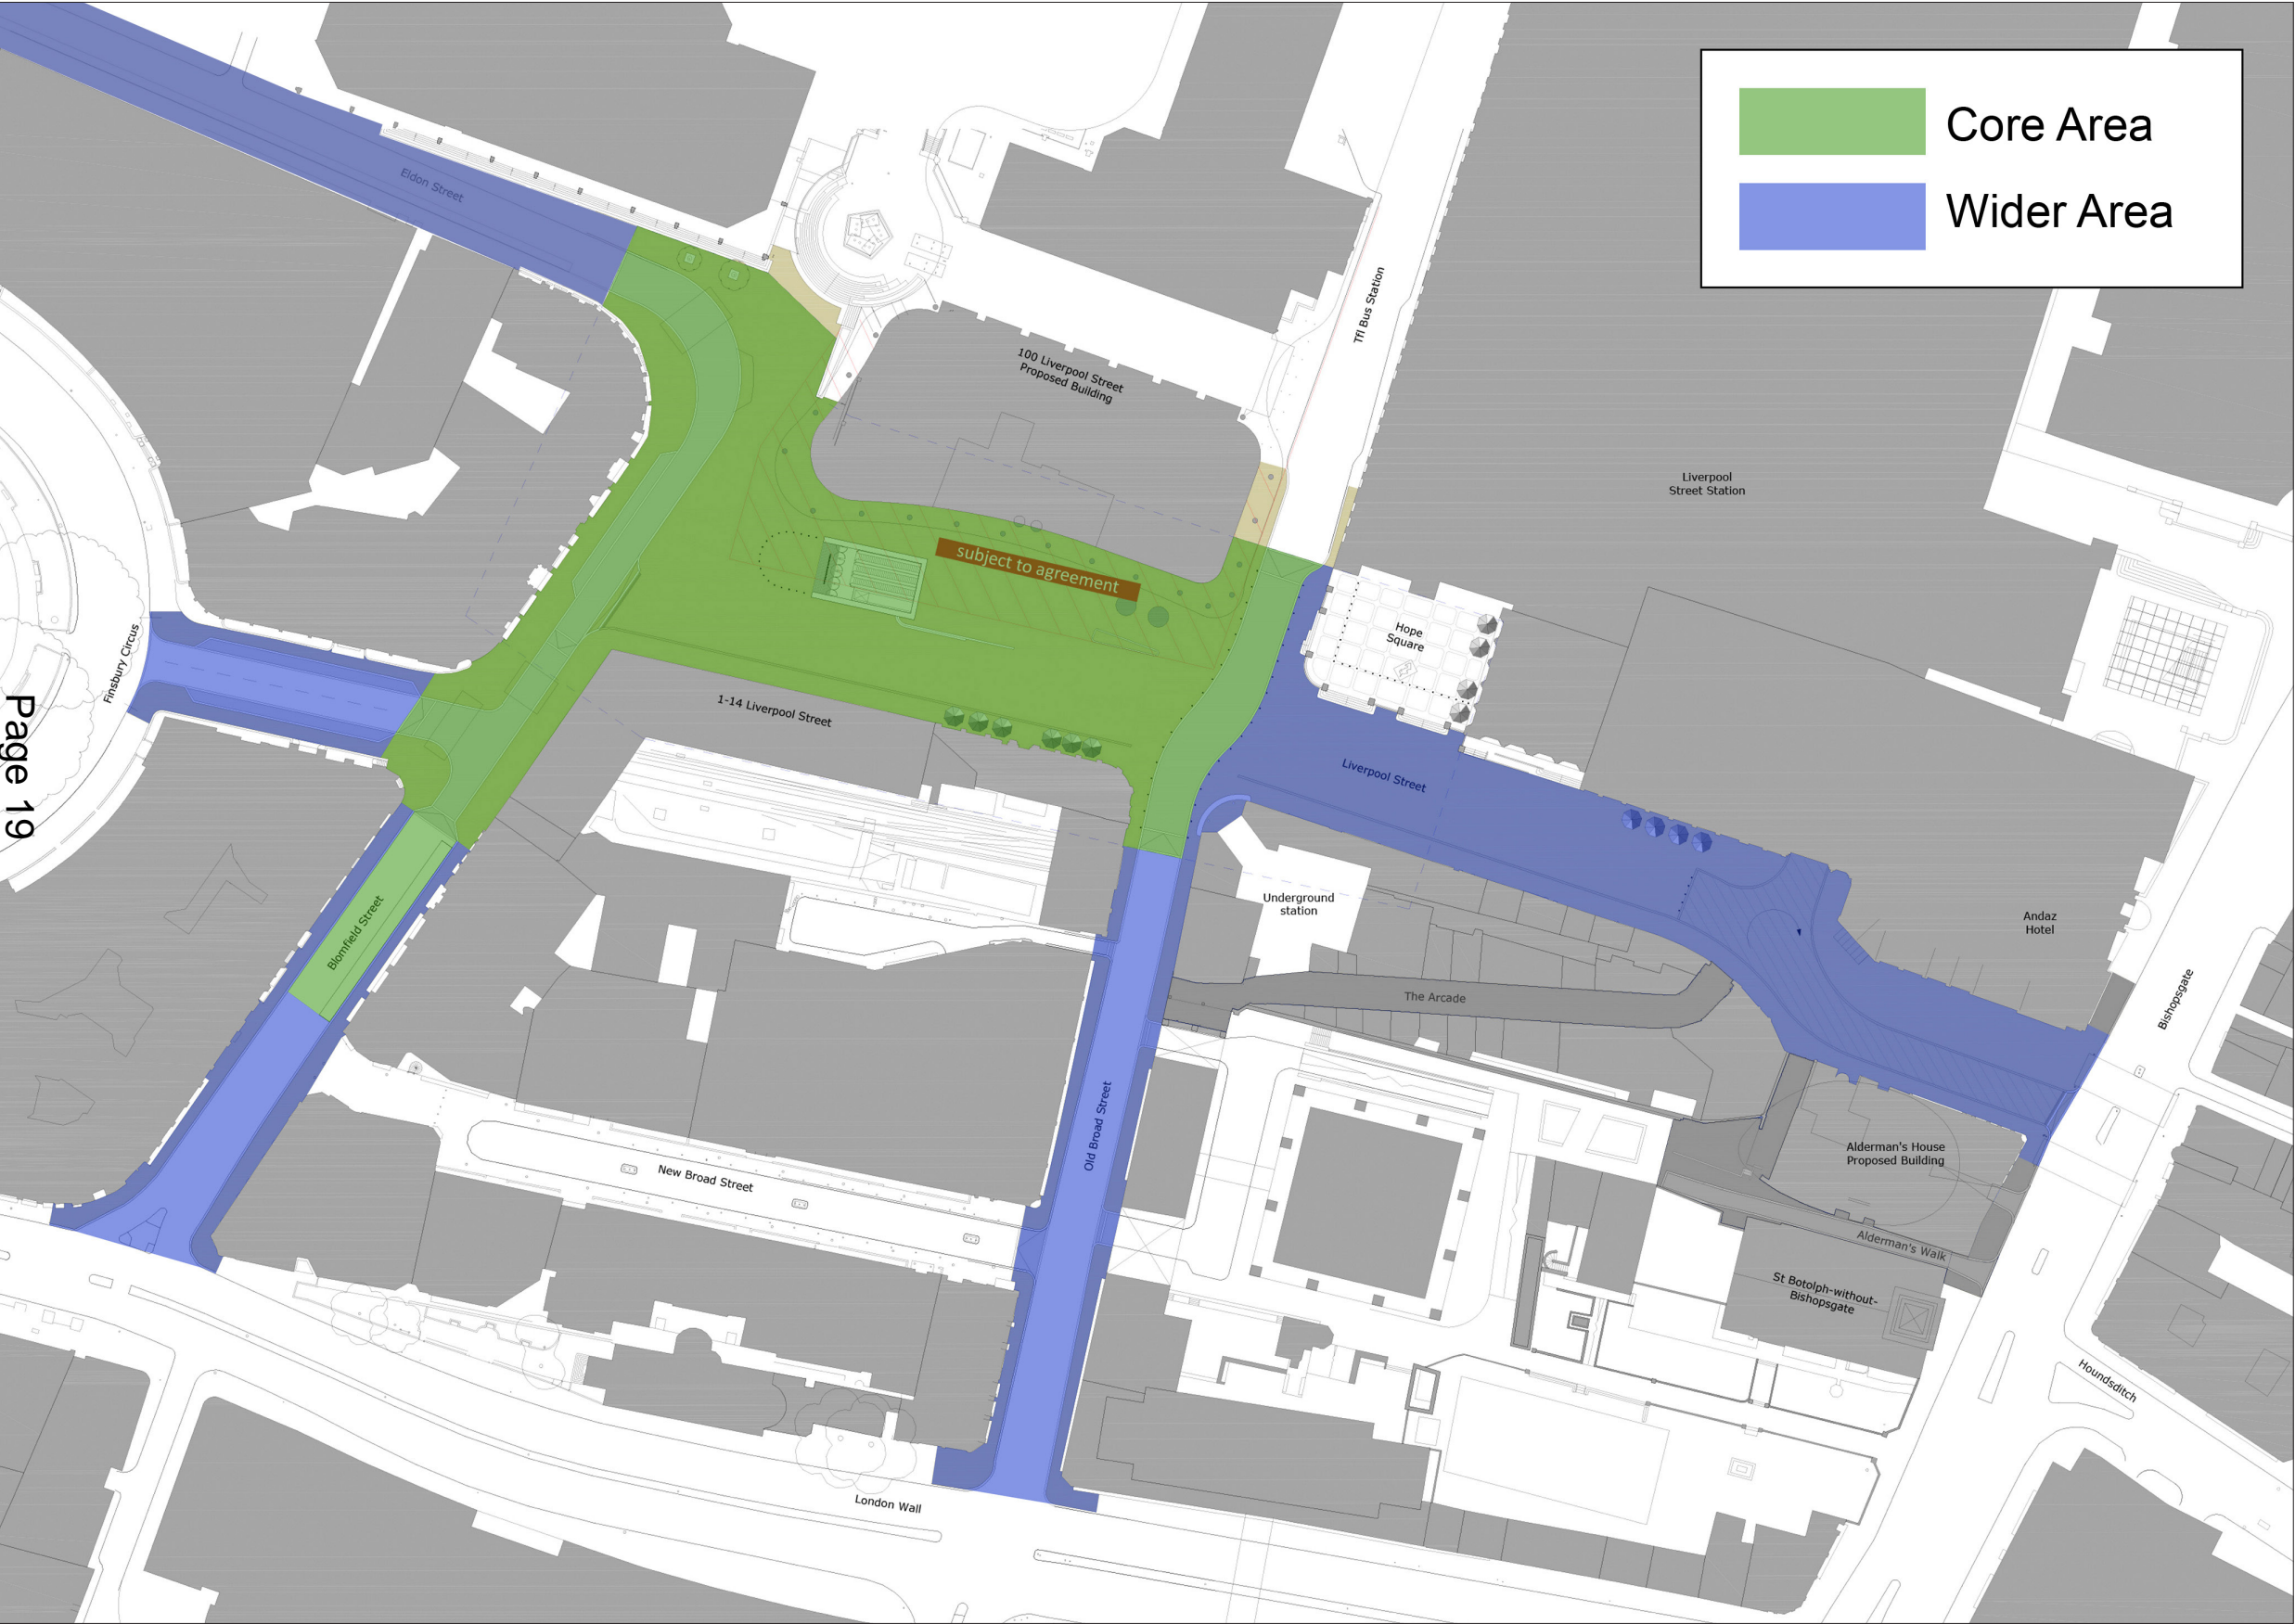 Core Area
Wider Area
Eldon Street
Tfl Bus Station
100 Liverpool Street
Proposed Building
Liverpool
Street Station
subject to agreement
Hope
Square
Finsbury Circus
Page 19
1-14 Liverpool Street
Liverpool Street
Underground
station
Blomfield Street
Andaz
Hotel
The Arcade
Bishopsgate
Old Broad Street
New Broad Street
Alderman's House
Proposed Building
Alderman's Walk
St Botolph-without-
Bishopsgate
Houndsditch
London Wall